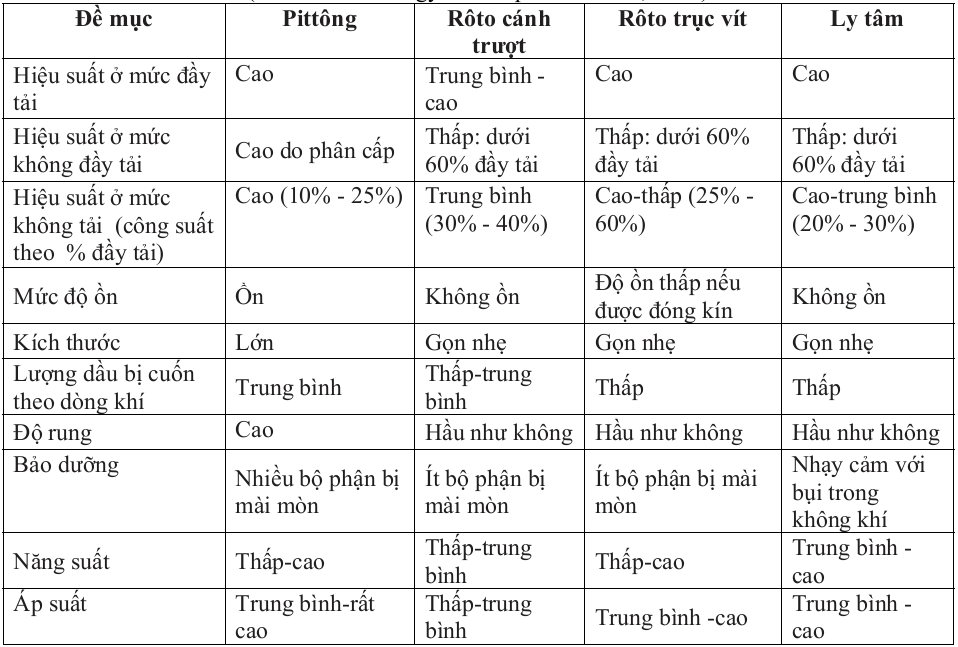 Đề mục
Pittông
Rôto cánh
trượt
Rôto trục vít
Ly tâm
Hiệu suất ở mức đầy
tải
Cao
Trung bình -
cao
Cao
Cao
Hiệu suất ở mức
không đầy tải
Cao do phân cấp
Thấp: dưới
60% đầy tải
Thấp: dưới 60%
đầy tải
Thấp: dưới
60% đầy tải
Hiệu suất ở mức
không tải (công suất
theo % đầy tải)
Cao (10% - 25%)
Trung bình
(30% - 40%)
Cao-thấp (25% -
60%)
Cao-trung bình
(20% - 30%)
Mức độ ồn
Ồn
Không ồn
Độ ồn thấp nếu
được đóng kín
Không ồn
Kích thước
Lớn
Gọn nhẹ
Gọn nhẹ
Gọn nhẹ
Lượng dầu bị cuốn
theo dòng khí
Trung bình
Thấp-trung
bình
Thấp
Thấp
Độ rung
Cao
Hầu như không
Hầu như không
Hầu như không
Bảo dưỡng
Nhiều bộ phận bị
mài mòn
Ít bộ phận bị
mài mòn
Ít bộ phận bị mài
mòn
Nhạy cảm với
bụi trong
không khí
Năng suất
Thấp-cao
Thấp-trung
bình
Thấp-cao
Trung bình -
cao
Áp suất
Trung bình-rất
cao
Thấp-trung
bình
Trung bình -cao
Trung bình -
cao